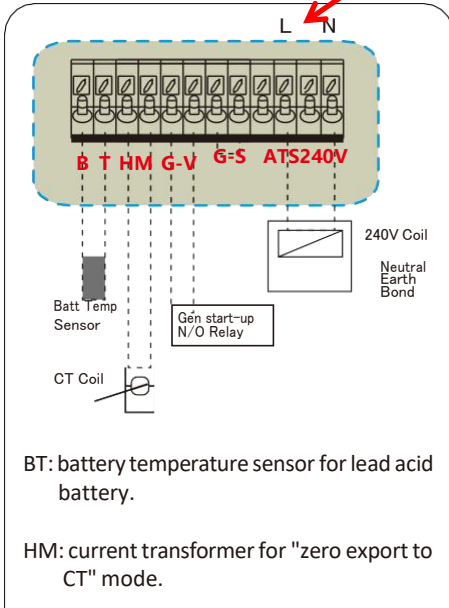 L N
B T HM G-V G-S ATS240V
240V Coil
Neutral
Earth
Bond
Batt Temp
Sensor
Gen start-up
N/O Relay
CT Coil
BT: battery temperature sensor for lead acid
battery.
HM: current transformer for "zero export to
CT" mode.